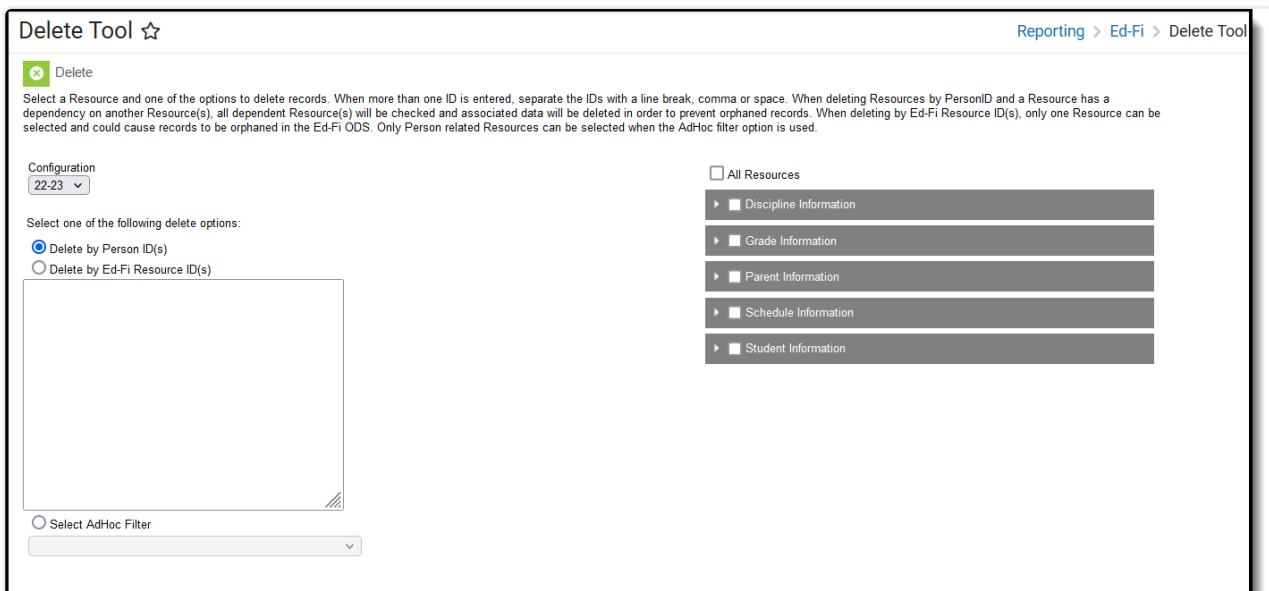 Delete Tool
Reporting > Ed-Fi > Delete Tool
Delete
Select a Resource and one of the options to delete records. When more than one ID is entered, separate the IDs with a line break, comma or space. When deleting Resources by PersonID and a Resource has a
dependency on another Resource(s), all dependent Resource(s) will be checked and associated data will be deleted in order to prevent orphaned records. When deleting by Ed-Fi Resource ID(s), only one Resource can be
selected and could cause records to be orphaned in the Ed-Fi ODS. Only Person related Resources can be selected when the AdHoc filter option is used.
Configuration
22-23
Select one of the following delete options:
Delete by Person ID(s)
Delete by Ed-Fi Resource ID(s)
Select AdHoc Filter
All Resources
Discipline Information
Grade Information
Parent Information
Schedule Information
Student Information